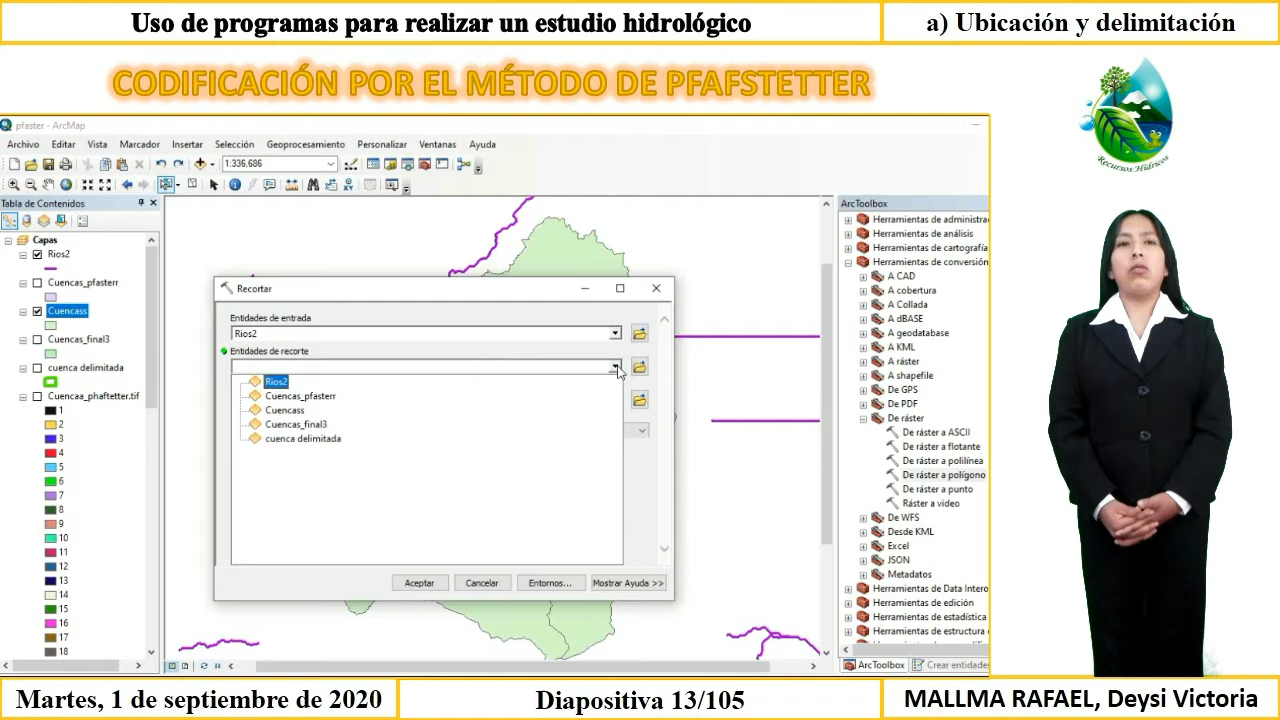 Uso de programas para realizar un estudio hidrológico
a) Ubicación y delimitación
CODIFICACIÓN POR EL MÉTODO DE PFAFSTETTER
Recursos Hídricos
pfaster - ArcMap
Archivo Editar Vista Marcador Insertar Selección Geoprocesamiento Personalizar Ventanas Ayuda
1:336,686
Tabla de Contenidos
Capas
Rios2
Cuencas_pfasterr
Cuencass
Cuencas_final3
cuenca delimitada
Cuencaa_phaftetter.tif
1
2
3
4
5
6
7
8
9
10
11
12
13
14
15
16
17
18
Recortar
Entidades de entrada
Rios2
Entidades de recorte
Rios2
Cuencas_pfasterr
Cuencass
Cuencas_final3
cuenca delimitada
Aceptar Cancelar Entornos... Mostrar Ayuda >>
ArcToolbox
Herramientas de administra
Herramientas de análisis
Herramientas de cartografía
Herramientas de conversión
A CAD
A cobertura
A Collada
A dBASE
A geodatabase
A KML
A ráster
A shapefile
De GPS
De PDF
De ráster
De ráster a ASCII
De ráster a flotante
De ráster a polilínea
De ráster a polígono
De ráster a punto
Ráster a video
De WFS
Desde KML
Excel
JSON
Metadatos
Herramientas de Data Intero
Herramientas de edición
Herramientas de estadística
Herramientas de estructura
ArcToolbox Crear entidades
Martes, 1 de septiembre de 2020
Diapositiva 13/105
MALLMA RAFAEL, Deysi Victoria